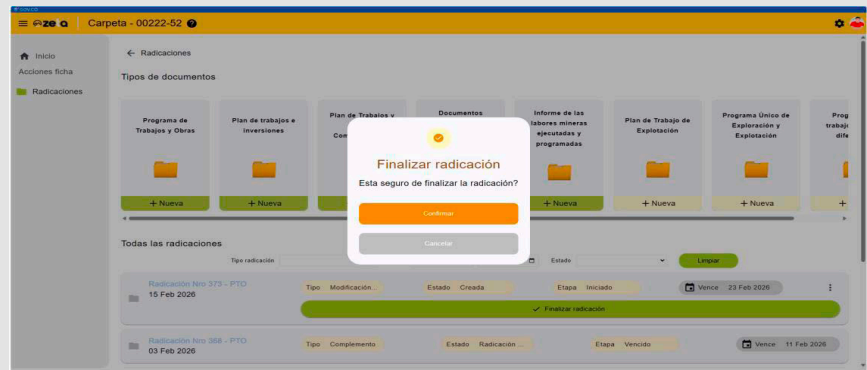 GOV.CO
Carpeta - 00222-52
Inicio
Acciones ficha
Radicaciones
Radicaciones
Tipos de documentos
Programa de
Trabajos y Obras
+ Nueva
Plan de trabajos e
inversiones
+ Nueva
Plan de Trabajos y
Documentos
Informe de las
labores mineras
ejecutadas y
programadas
+ Nueva
Plan de Trabajo de
Explotación
+ Nueva
Programa Único de
Exploración y
Explotación
+ Nueva
Finalizar radicación
Esta seguro de finalizar la radicación?
Confirmar
Cancelar
Todas las radicaciones
Tipo radicación
Estado
Limpiar
Radicación Nro 373 - PTO
15 Feb 2026
Tipo Modificación...
Estado Creada
Etapa Iniciado
Vence 23 Feb 2026
Finalizar radicación
Radicación Nro 368 - PTO
03 Feb 2026
Tipo Complemento
Estado Radicación ...
Etapa Vencido
Vence 11 Feb 2026